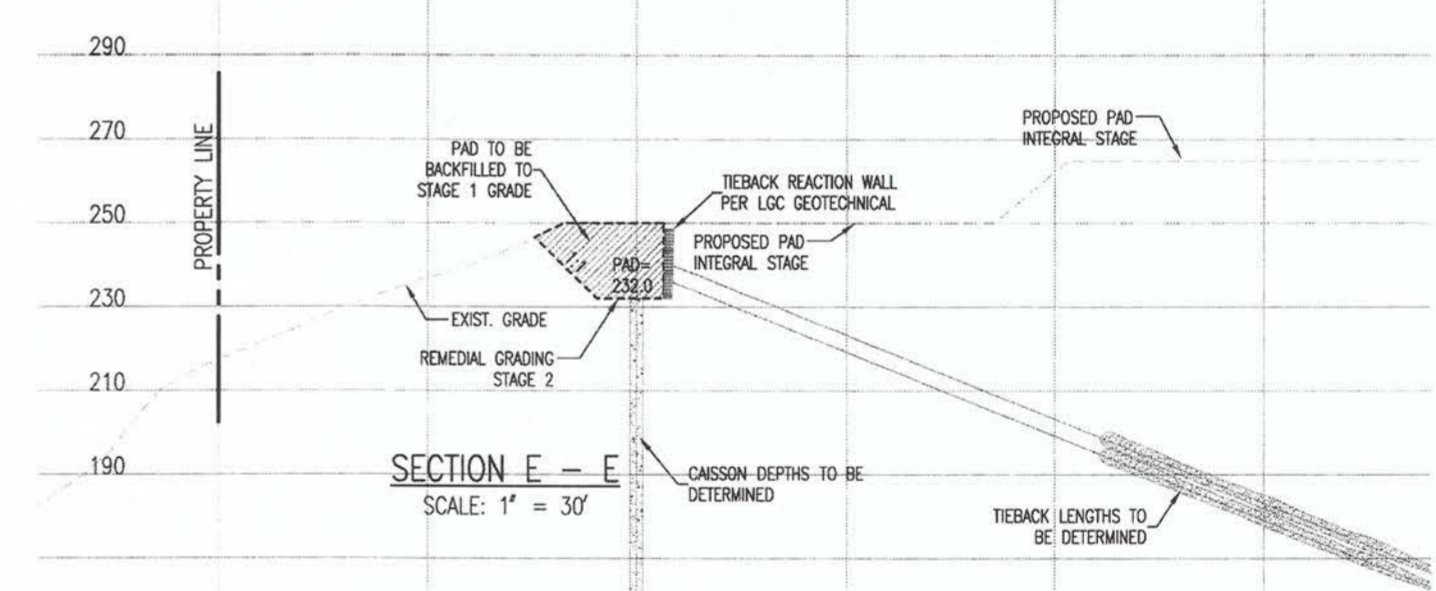 290
270
250
230
210
190
PROPERTY LINE
PAD TO BE
BACKFILLED TO
STAGE 1 GRADE
TIEBACK REACTION WALL
PER LGC GEOTECHNICAL
PROPOSED PAD
INTEGRAL STAGE
PROPOSED PAD
INTEGRAL STAGE
1:1
PAD=
232.0
EXIST. GRADE
REMEDIAL GRADING
STAGE 2
SECTION E - E
SCALE: 1" = 30'
CAISSON DEPTHS TO BE
DETERMINED
TIEBACK LENGTHS TO
BE DETERMINED